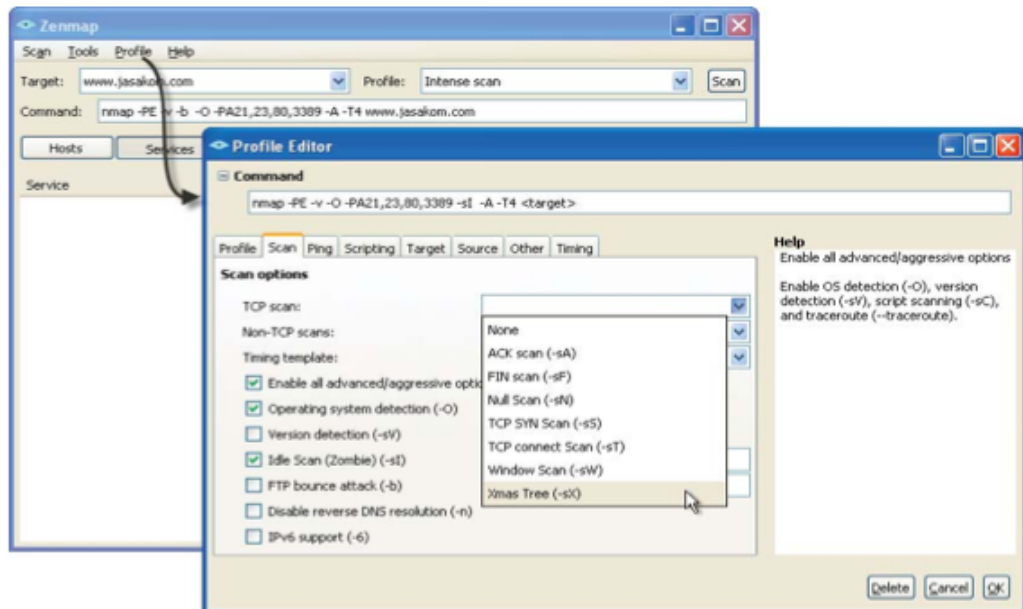 Zenmap
Scan Tools Profile Help
Target: www.jasakom.com Profile: Intense scan Scan
Command: nmap -PE -v -b -O -PA21,23,80,3389 -A -T4 www.jasakom.com
Hosts Services
Service
Profile Editor
Command
nmap -PE -v -O -PA21,23,80,3389 -sI -A -T4 <target>
Profile Scan Ping Scripting Target Source Other Timing
Scan options
TCP scan:
Non-TCP scans:
Timing template:
None
ACK scan (-sA)
FIN scan (-sF)
Null Scan (-sN)
TCP SYN Scan (-sS)
TCP connect Scan (-sT)
Window Scan (-sW)
Xmas Tree (-sX)
Enable all advanced/aggressive optic
Operating system detection (-O)
Version detection (-sV)
Idle Scan (Zombie) (-sI)
FTP bounce attack (-b)
Disable reverse DNS resolution (-n)
IPv6 support (-6)
Help
Enable all advanced/aggressive options
Enable OS detection (-O), version
detection (-sV), script scanning (-sC),
and traceroute (--traceroute).
Delete Cancel OK